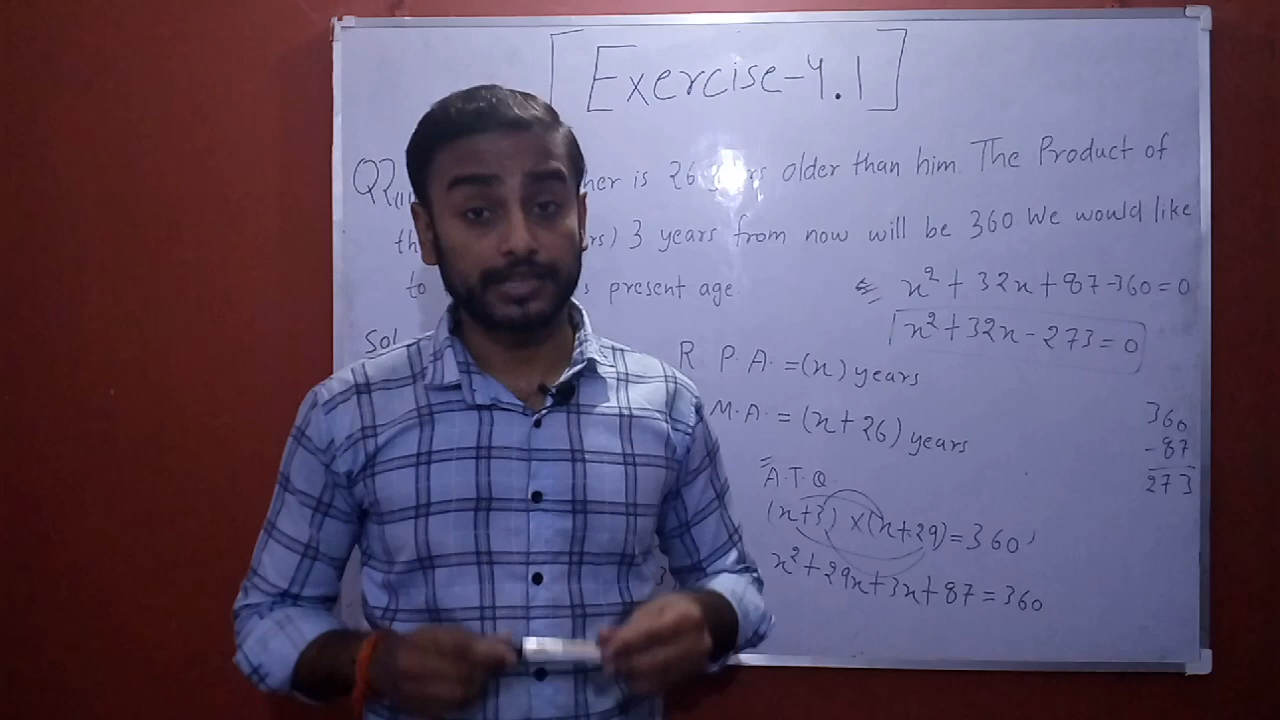 [Exercise-4.1]
Q2 is 26 older than him. The Product of
3 years from now will be 360 We would like
to present age
x² + 32x + 87-360 = 0
x² + 32x - 273 = 0
Sol
R P.A. = (x) years
M.A. = (x + 26) years
360
- 87
273
A.T.Q
(x+3) × (x+29) = 360
x² + 29x + 3x + 87 = 360